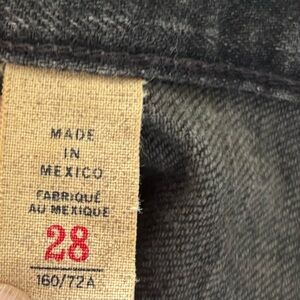 MADE
IN
MEXICO
FABRIQUÉ
AU MEXIQUE
28
160/72A